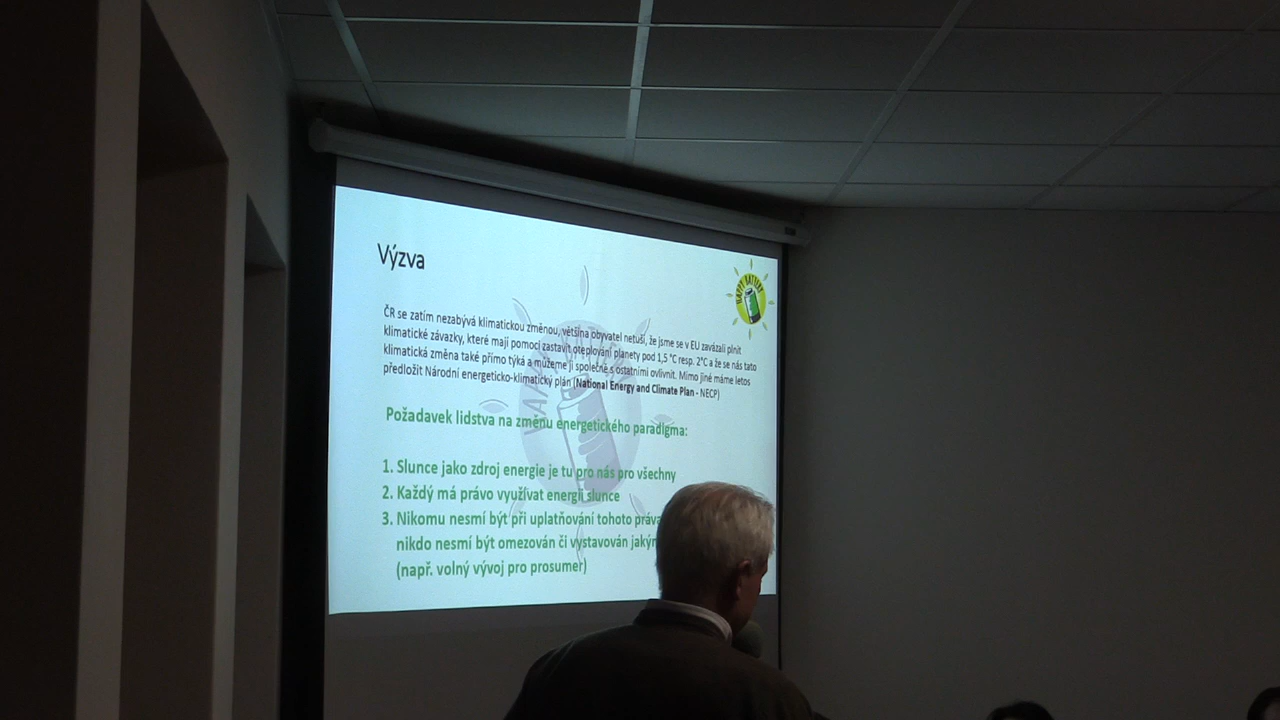 Výzva
HAPPY BATTERY
ČR se zatím nezabývá klimatickou změnou, většina obyvatel netuší, že jsme se v EU zavázali plnit
klimatické závazky, které mají pomoci zastavit oteplování planety pod 1,5 °C resp. 2°C a že se nás tato
klimatická změna také přímo týká a můžeme ji společně s ostatními ovlivnit. Mimo jiné máme letos
předložit Národní energeticko-klimatický plán (National Energy and Climate Plan - NECP)
Požadavek lidstva na změnu energetického paradigma:
1. Slunce jako zdroj energie je tu pro nás pro všechny
2. Každý má právo využívat energii slunce
3. Nikomu nesmí být při uplatňování tohoto práva
nikdo nesmí být omezován či vystavován
(např. volný vývoj pro prosumer)